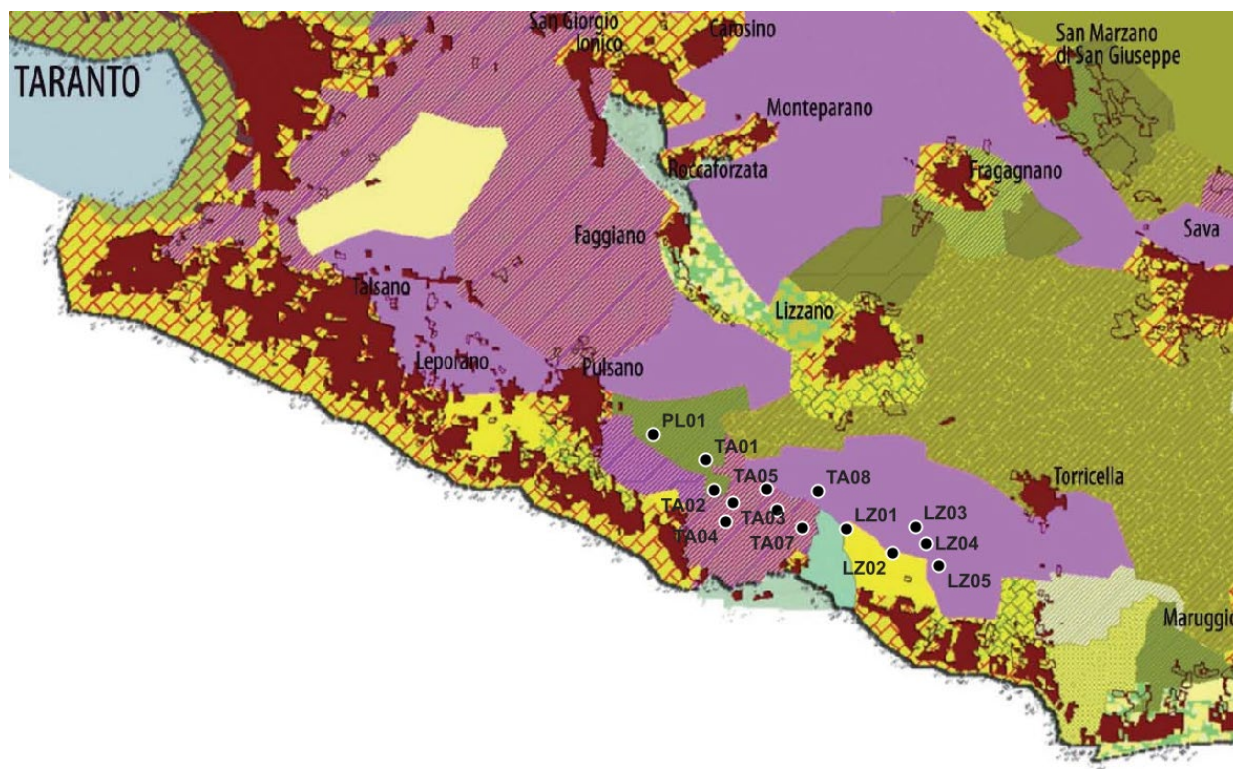 San Giorgio
Ionico
Carosino
San Marzano
di San Giuseppe
TARANTO
Monteparano
Roccaforzata
Fragagnano
Faggiano
Sava
Talsano
Lizzano
Leporano
Pulsano
PL01
TA01
TA05
TA08
Torricella
TA02
TA03
TA04
TA07
LZ01
LZ03
LZ04
LZ02
LZ05
Maruggio